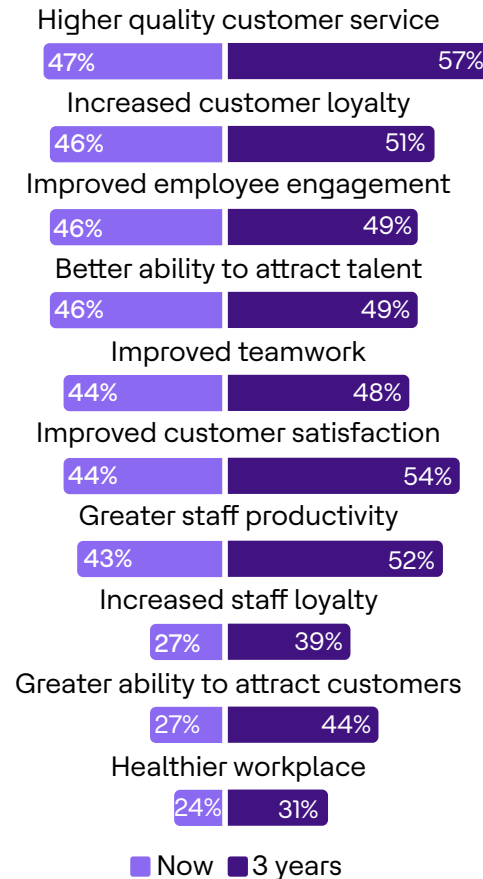 Higher quality customer service
47% 57%
Increased customer loyalty
46% 51%
Improved employee engagement
46% 49%
Better ability to attract talent
46% 49%
Improved teamwork
44% 48%
Improved customer satisfaction
44% 54%
Greater staff productivity
43% 52%
Increased staff loyalty
27% 39%
Greater ability to attract customers
27% 44%
Healthier workplace
24% 31%
Now 3 years